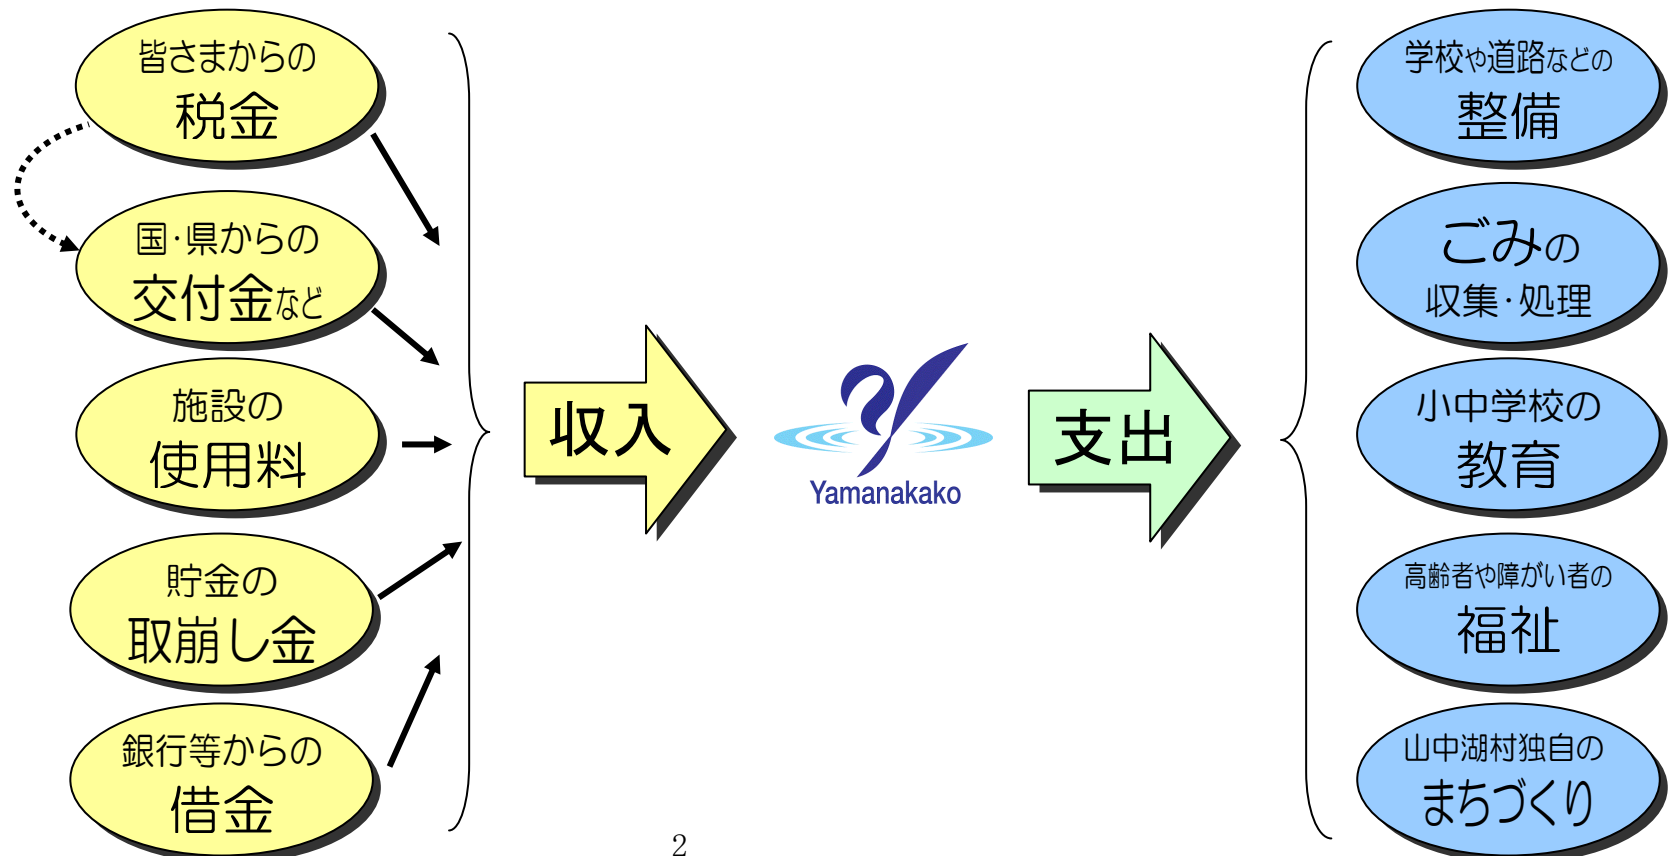 皆さまからの
税金
国・県からの
交付金など
施設の
使用料
貯金の
取崩し金
銀行等からの
借金
収入
Yamanakako
支出
学校や道路などの
整備
ごみの
収集・処理
小中学校の
教育
高齢者や障がい者の
福祉
山中湖村独自の
まちづくり
2